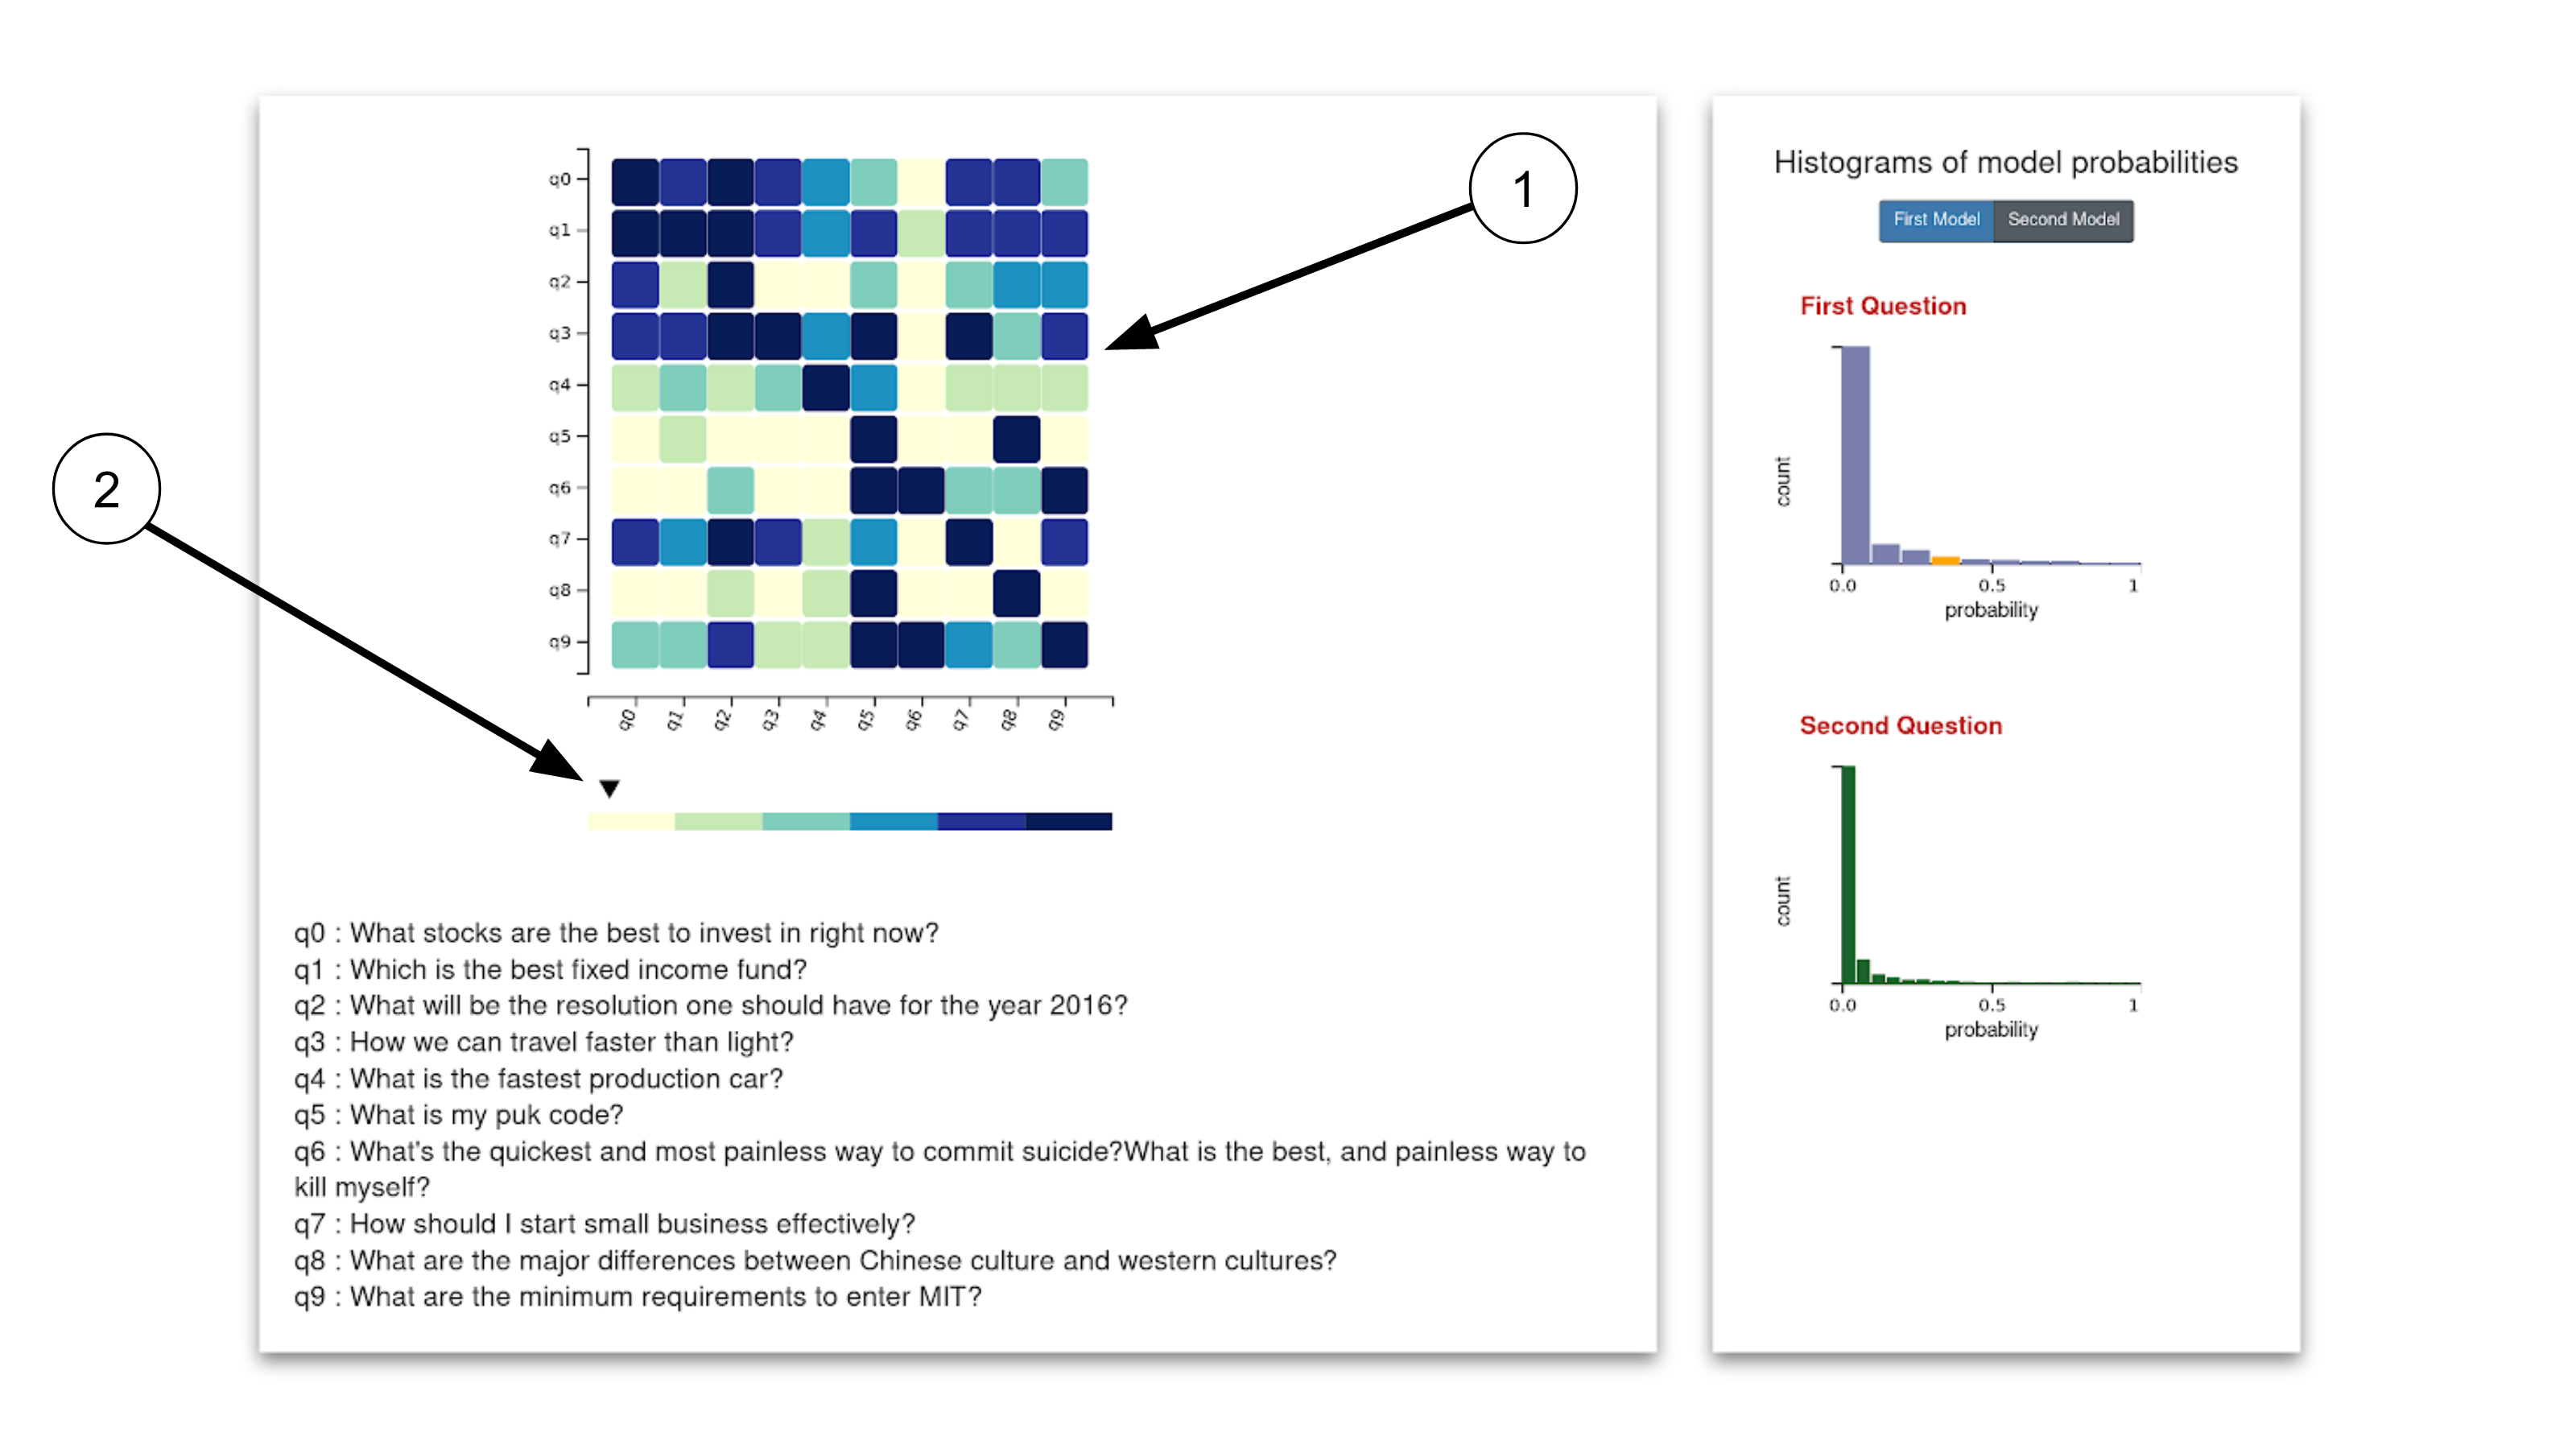 1
2
q0
q1
q2
q3
q4
q5
q6
q7
q8
q9
q0 q1 q2 q3 q4 q5 q6 q7 q8 q9
q0 : What stocks are the best to invest in right now?
q1 : Which is the best fixed income fund?
q2 : What will be the resolution one should have for the year 2016?
q3 : How we can travel faster than light?
q4 : What is the fastest production car?
q5 : What is my puk code?
q6 : What's the quickest and most painless way to commit suicide?What is the best, and painless way to
kill myself?
q7 : How should I start small business effectively?
q8 : What are the major differences between Chinese culture and western cultures?
q9 : What are the minimum requirements to enter MIT?
Histograms of model probabilities
First Model Second Model
First Question
count
0.0 0.5 1
probability
Second Question
count
0.0 0.5 1
probability